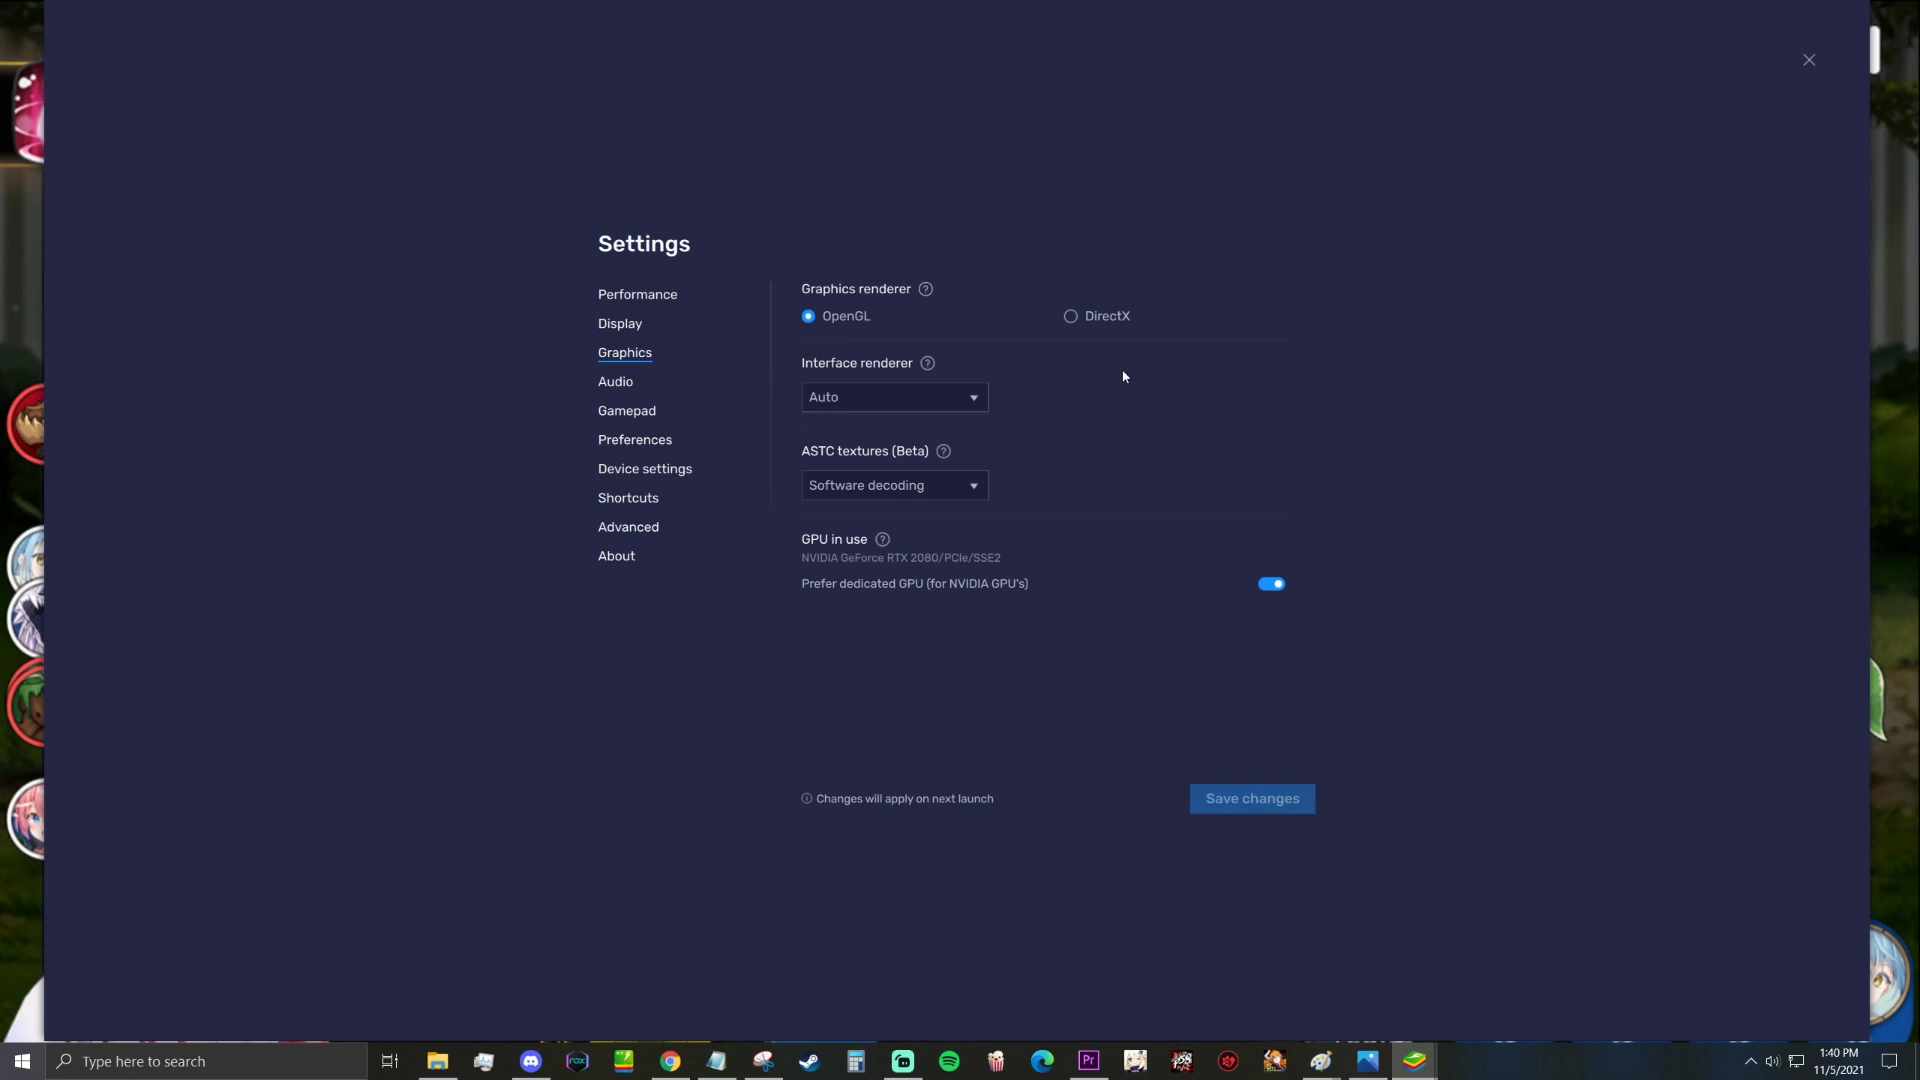 Settings
Performance
Display
Graphics
Audio
Gamepad
Preferences
Device settings
Shortcuts
Advanced
About
Graphics renderer ?
OpenGL
DirectX
Interface renderer ?
Auto
ASTC textures (Beta) ?
Software decoding
GPU in use ?
NVIDIA GeForce RTX 2080/PCIe/SSE2
Prefer dedicated GPU (for NVIDIA GPU's)
Changes will apply on next launch
Save changes
Type here to search
nox
Pr
1:40 PM
11/5/2021